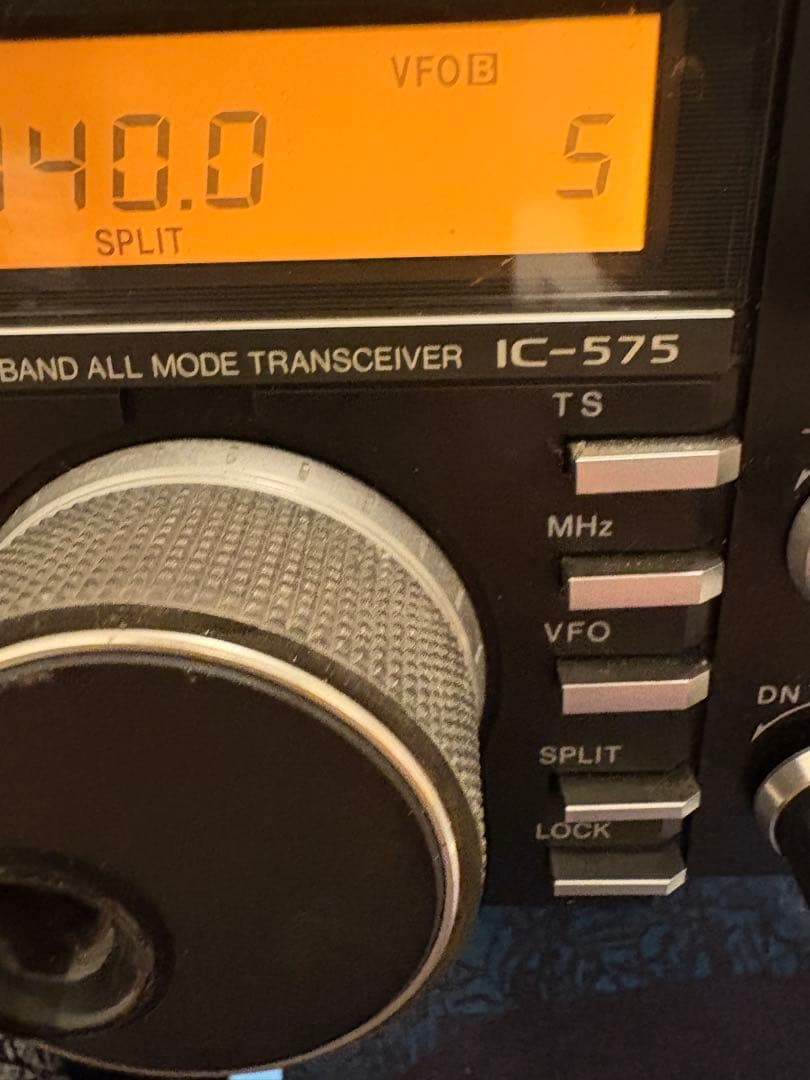 VFO B
40.0 5
SPLIT
BAND ALL MODE TRANSCEIVER IC-575
TS
MHz
VFO
DN
SPLIT
LOCK